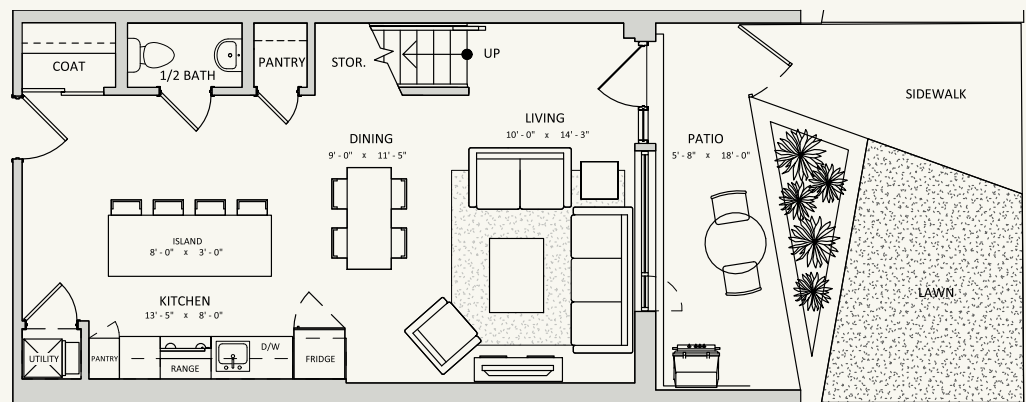 COAT
1/2 BATH
PANTRY
STOR.
UP
LIVING
10' - 0" x 14' - 3"
DINING
9' - 0" x 11' - 5"
PATIO
5' - 8" x 18' - 0"
SIDEWALK
ISLAND
8' - 0" x 3' - 0"
KITCHEN
13' - 5" x 8' - 0"
LAWN
UTILITY
PANTRY
RANGE
D/W
FRIDGE